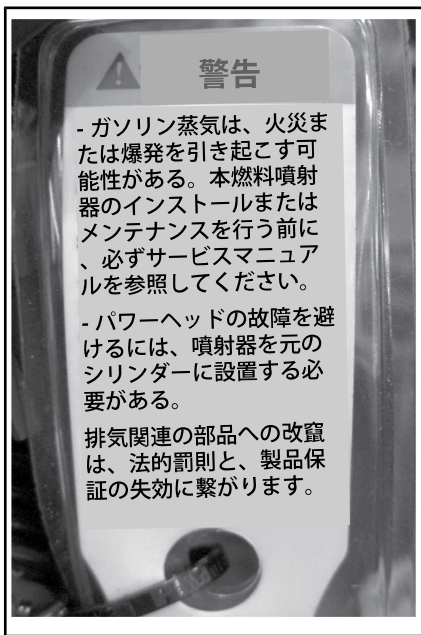 警告
- ガソリン蒸気は、火災ま
たは爆発を引き起こす可
能性がある。本燃料噴射
器のインストールまたは
メンテナンスを行う前に
、必ずサービスマニュア
ルを参照してください。
- パワーヘッドの故障を避
けるには、噴射器を元の
シリンダーに設置する必
要がある。
排気関連の部品への改竄
は、法的罰則と、製品保
証の失効に繋がります。